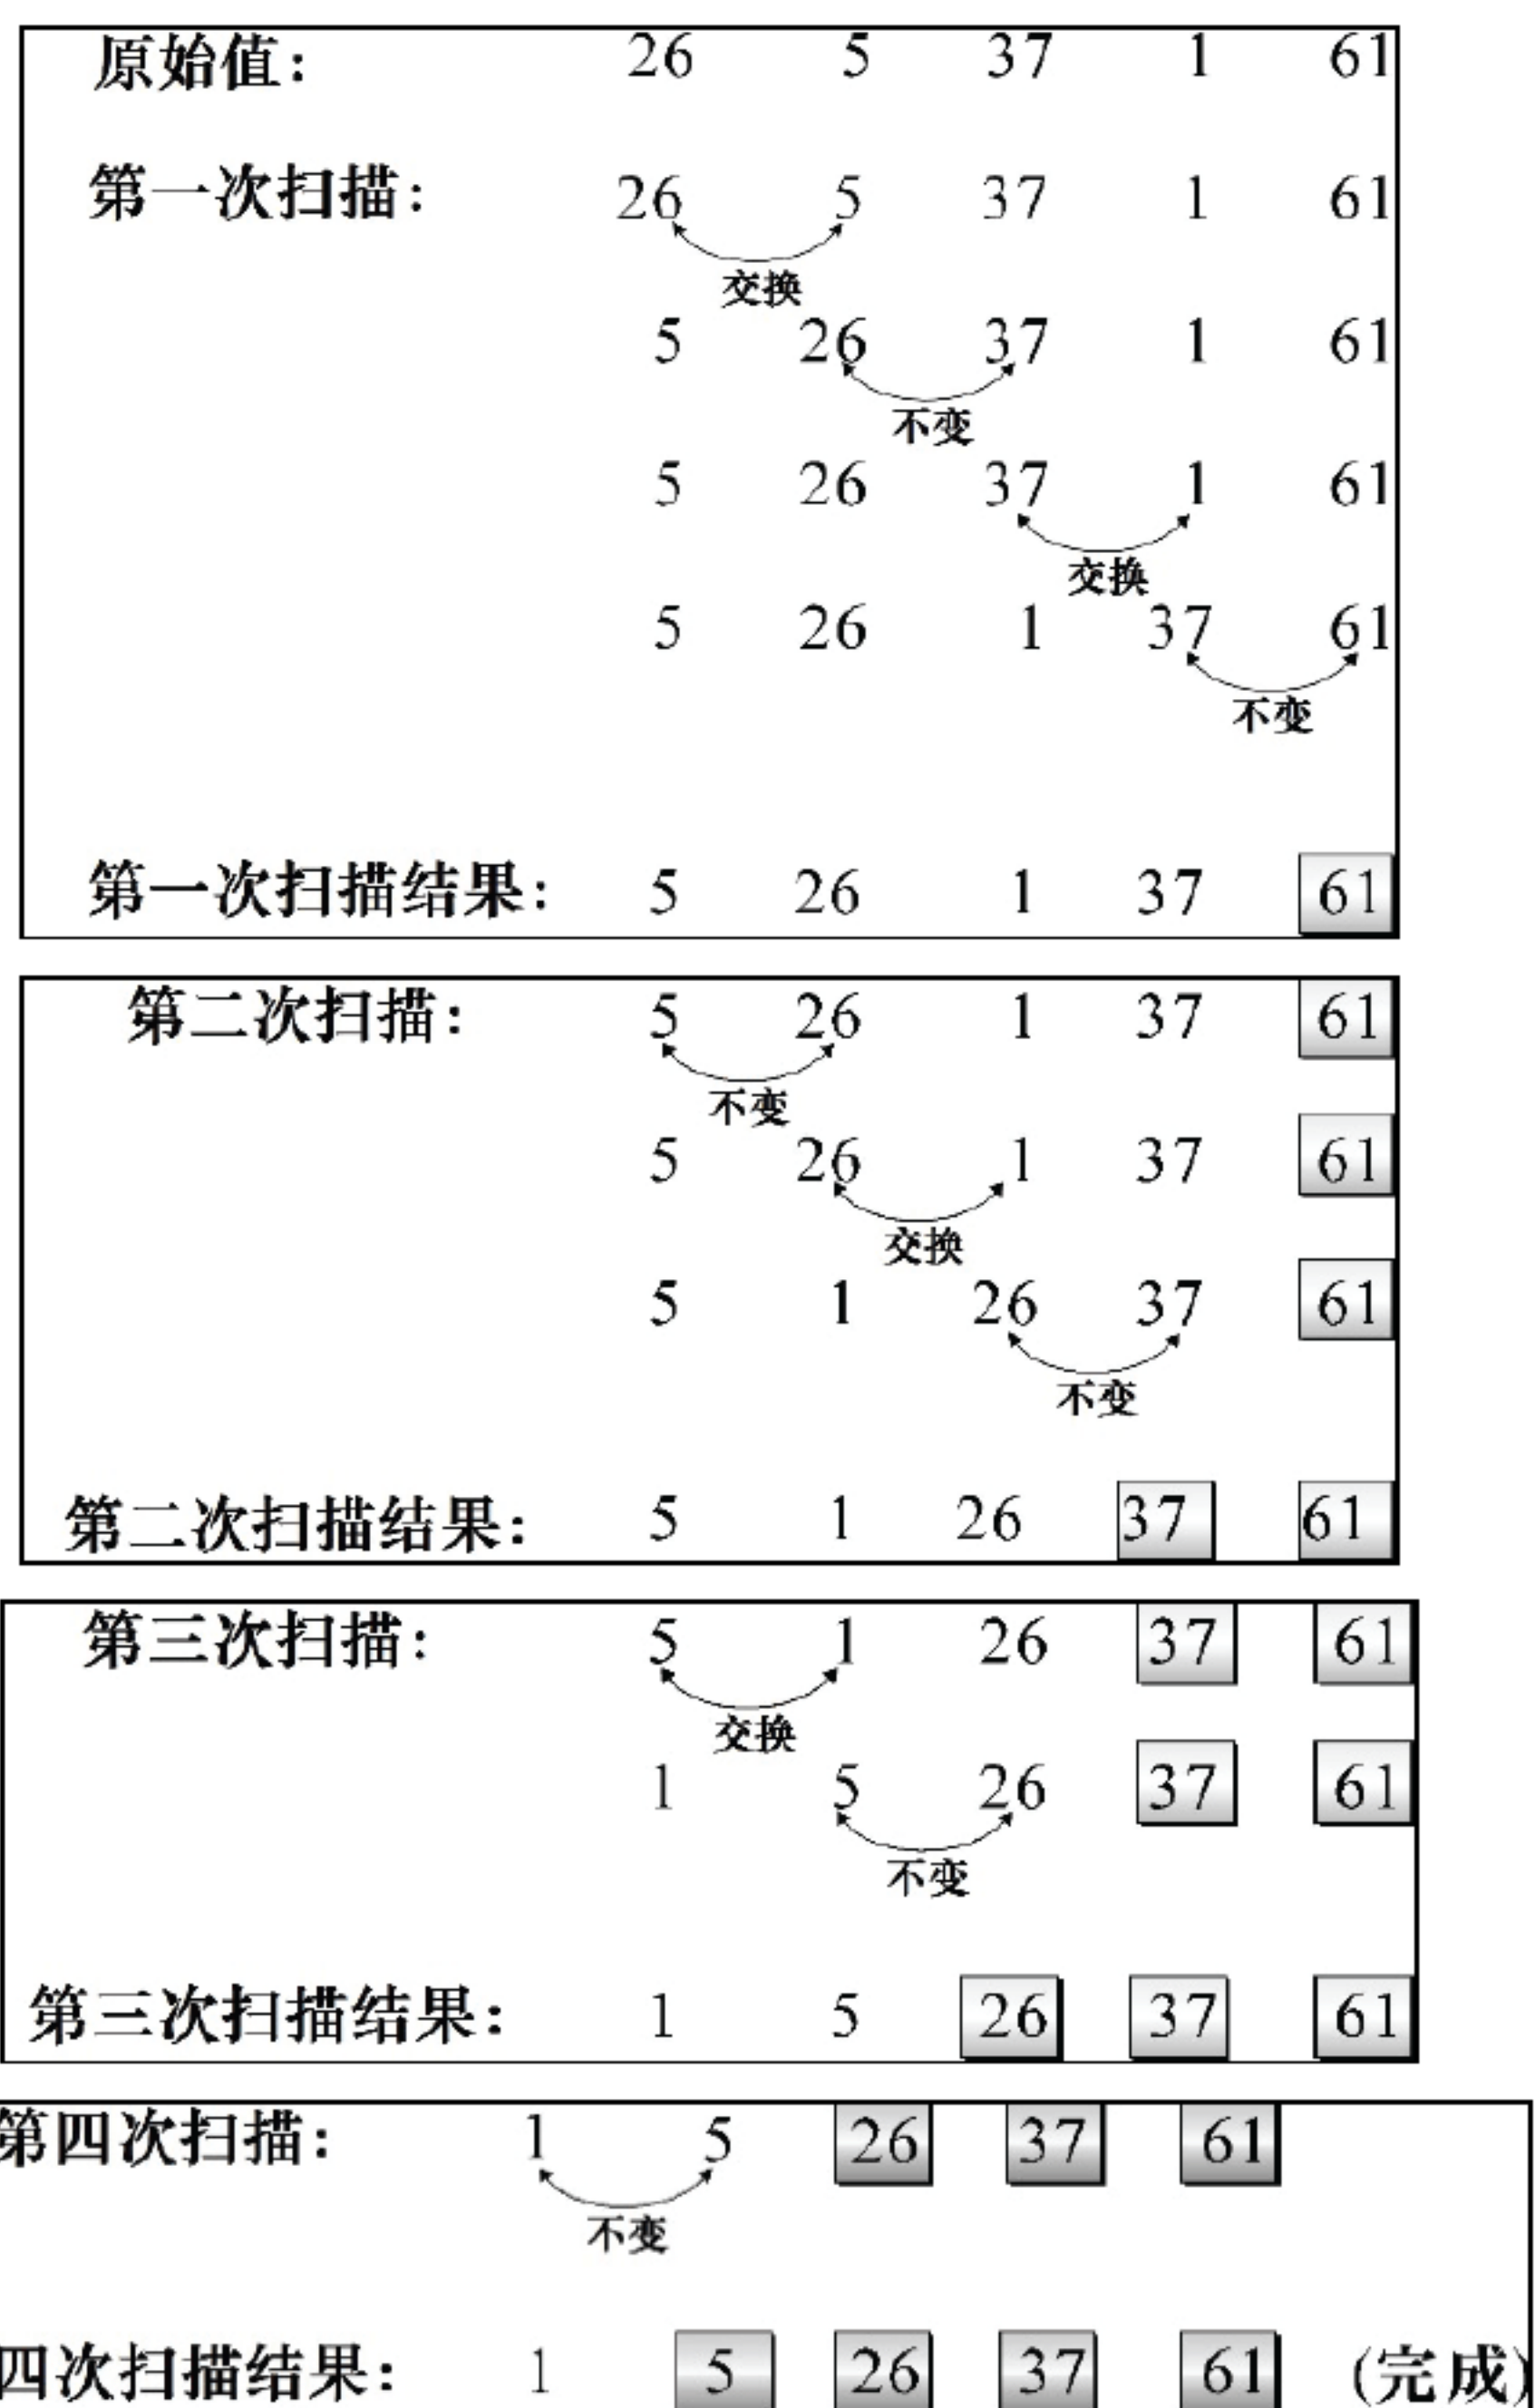 原始值: 26 5 37 1 61
第一次扫描: 26 5 37 1 61
交换
5 26 37 1 61
不变
5 26 37 1 61
交换
5 26 1 37 61
不变
第一次扫描结果: 5 26 1 37 61
第二次扫描: 5 26 1 37 61
不变
5 26 1 37 61
交换
5 1 26 37 61
不变
第二次扫描结果: 5 1 26 37 61
第三次扫描: 5 1 26 37 61
交换
1 5 26 37 61
不变
第三次扫描结果: 1 5 26 37 61
第四次扫描: 1 5 26 37 61
不变
四次扫描结果: 1 5 26 37 61 (完成)